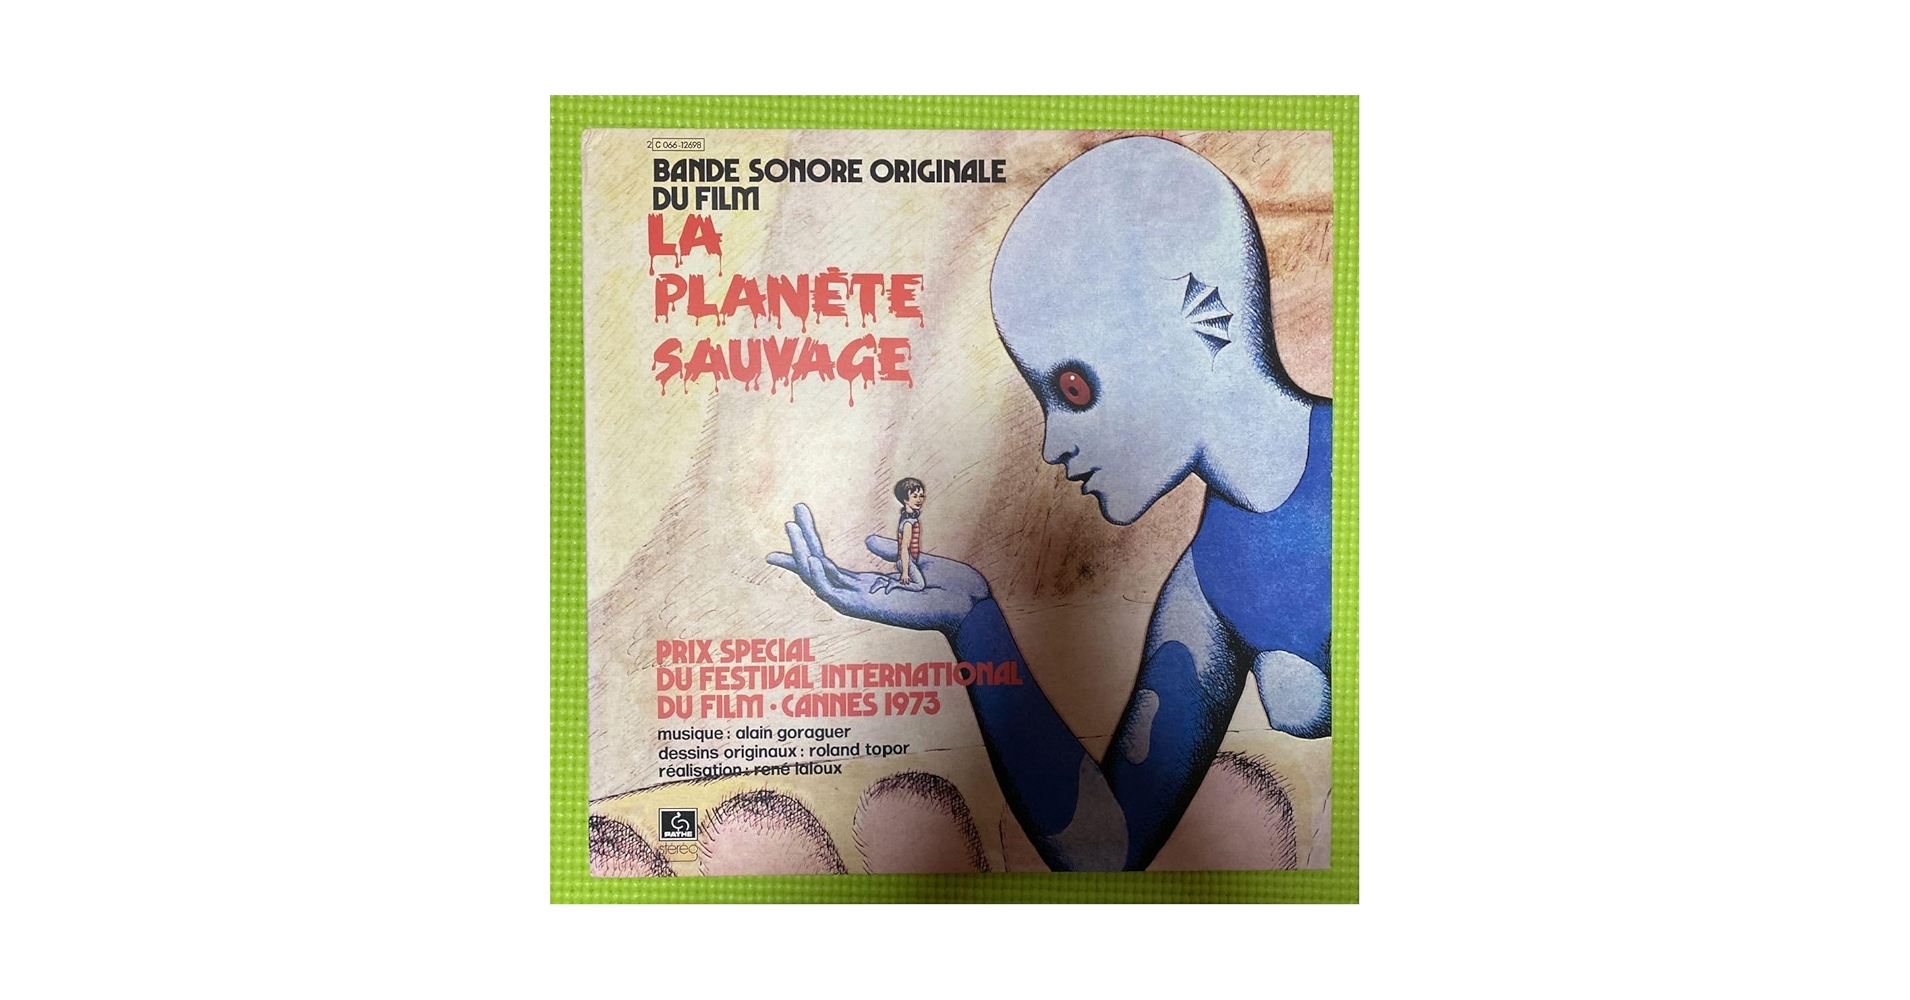 2 C 066-12698
BANDE SONORE ORIGINALE
DU FILM
LA
PLANÈTE
SAUVAGE
PRIX SPECIAL
DU FESTIVAL INTERNATIONAL
DU FILM • CANNES 1973
musique : alain goraguer
dessins originaux : roland topor
réalisation : rené laloux
PATHE
stéréo